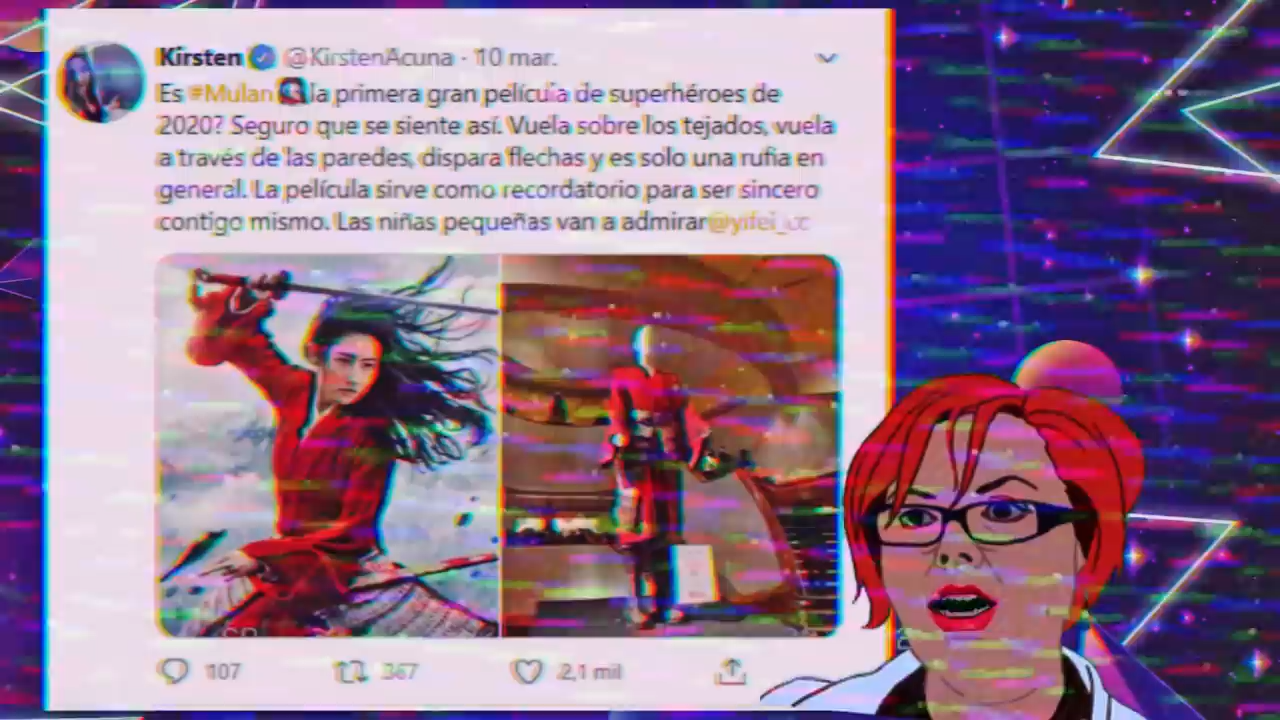 Kirsten @KirstenAcuna · 10 mar.
Es #Mulan la primera gran película de superhéroes de
2020? Seguro que se siente así. Vuela sobre los tejados, vuela
a través de las paredes, dispara flechas y es solo una rufia en
general. La película sirve como recordatorio para ser sincero
contigo mismo. Las niñas pequeñas van a admirar @yifei_cc
107 367 2,1 mil